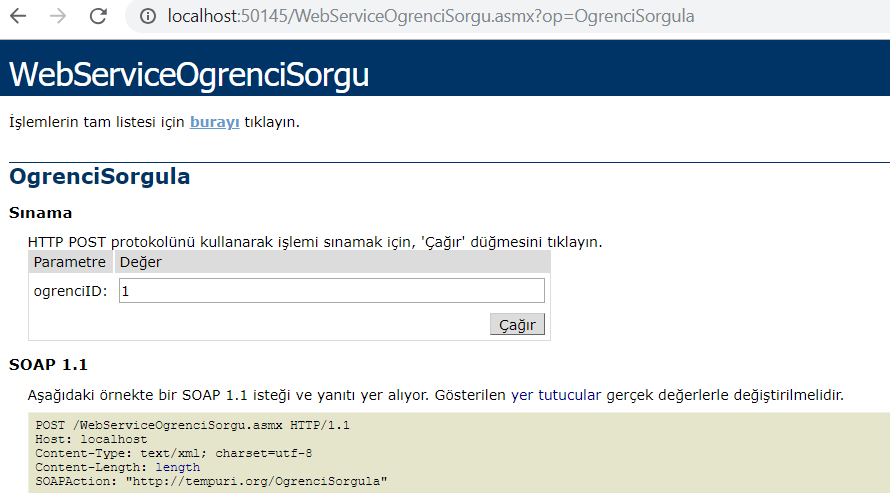 localhost:50145/WebServiceOgrenciSorgu.asmx?op=OgrenciSorgula
WebServiceOgrenciSorgu
İşlemlerin tam listesi için burayı tıklayın.
OgrenciSorgula
Sınama
HTTP POST protokolünü kullanarak işlemi sınamak için, 'Çağır' düğmesini tıklayın.
Parametre Değer
ogrenciID: 1
Çağır
SOAP 1.1
Aşağıdaki örnekte bir SOAP 1.1 isteği ve yanıtı yer alıyor. Gösterilen yer tutucular gerçek değerlerle değiştirilmelidir.
POST /WebServiceOgrenciSorgu.asmx HTTP/1.1
Host: localhost
Content-Type: text/xml; charset=utf-8
Content-Length: length
SOAPAction: "http://tempuri.org/OgrenciSorgula"